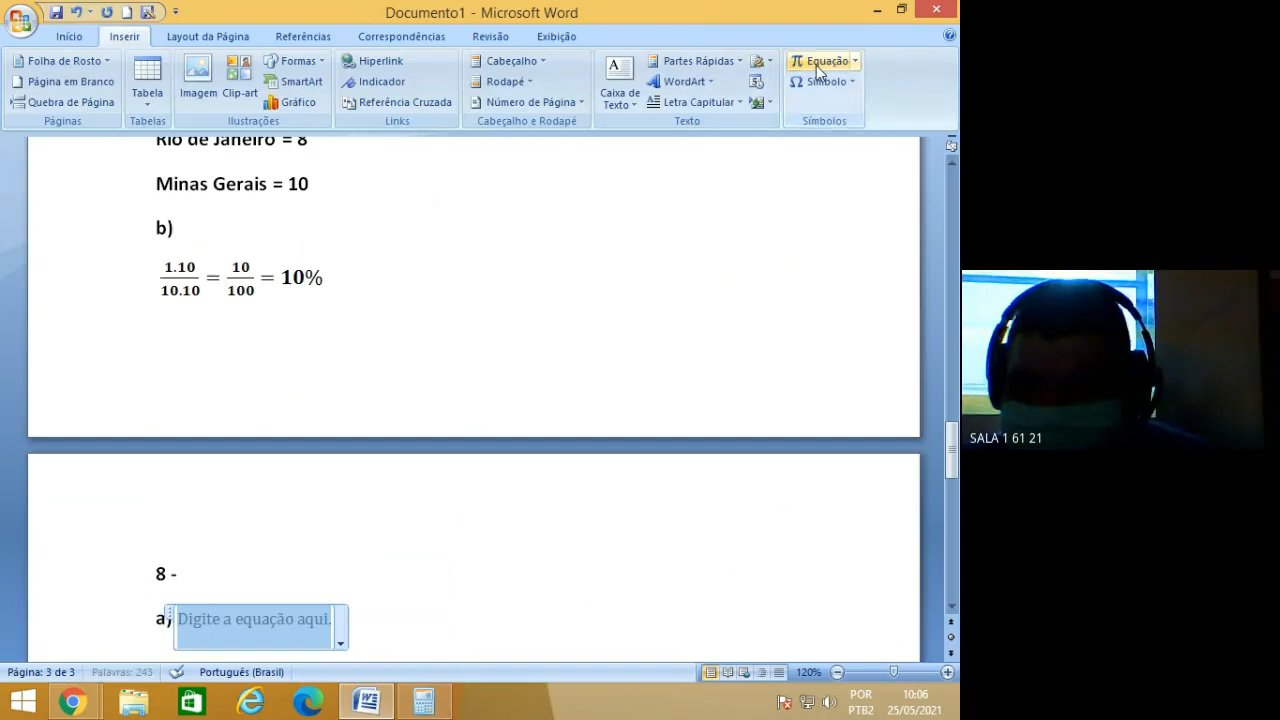 Documento1 - Microsoft Word
Início Inserir Layout da Página Referências Correspondências Revisão Exibição
Folha de Rosto
Página em Branco
Quebra de Página
Páginas
Tabela
Tabelas
Imagem
Clip-art
Formas
SmartArt
Gráfico
Ilustrações
Hiperlink
Indicador
Referência Cruzada
Links
Cabeçalho
Rodapé
Número de Página
Cabeçalho e Rodapé
Caixa de Texto
Partes Rápidas
WordArt
Letra Capitular
Texto
π Equação
Ω Símbolo
Símbolos
Rio de Janeiro = 8
Minas Gerais = 10
b)
1.10/10.10 = 10/100 = 10%
8 -
a) Digite a equação aqui.
SALA 1 61 21
Página: 3 de 3 Palavras: 243 Português (Brasil) 120%
POR PTB2
10:06
25/05/2021